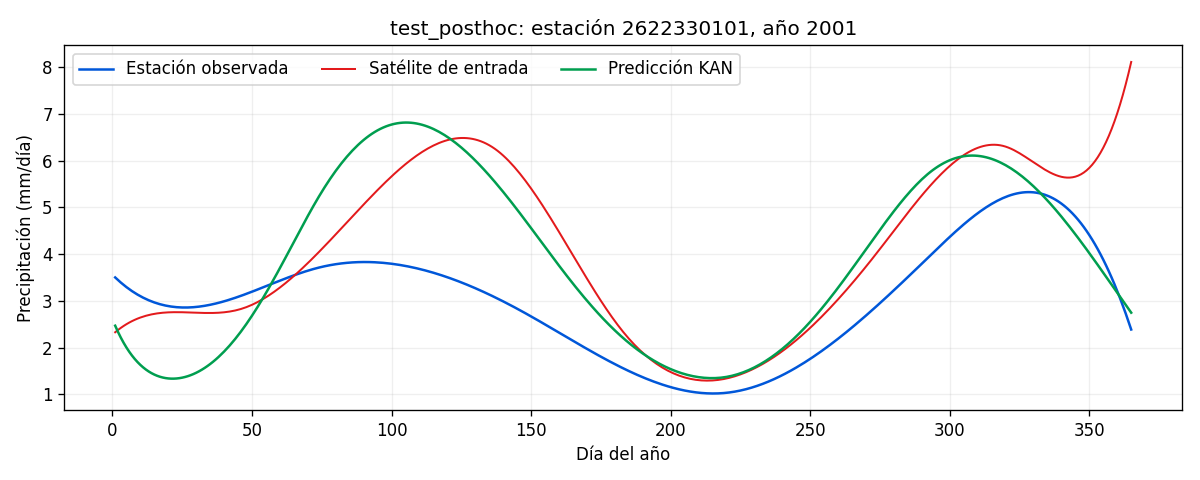 test_posthoc: estación 2622330101, año 2001
Estación observada Satélite de entrada Predicción KAN
Precipitación (mm/día)
8
7
6
5
4
3
2
1
0 50 100 150 200 250 300 350
Día del año